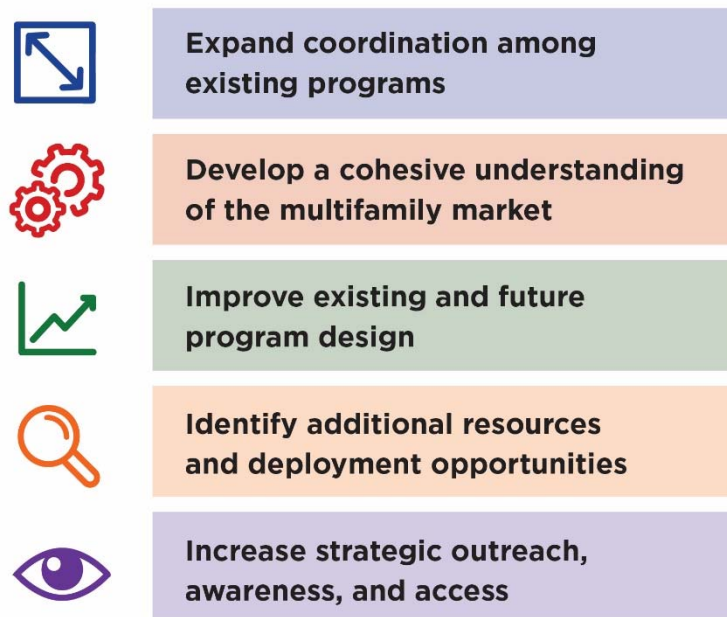 Expand coordination among
existing programs
Develop a cohesive understanding
of the multifamily market
Improve existing and future
program design
Identify additional resources
and deployment opportunities
Increase strategic outreach,
awareness, and access